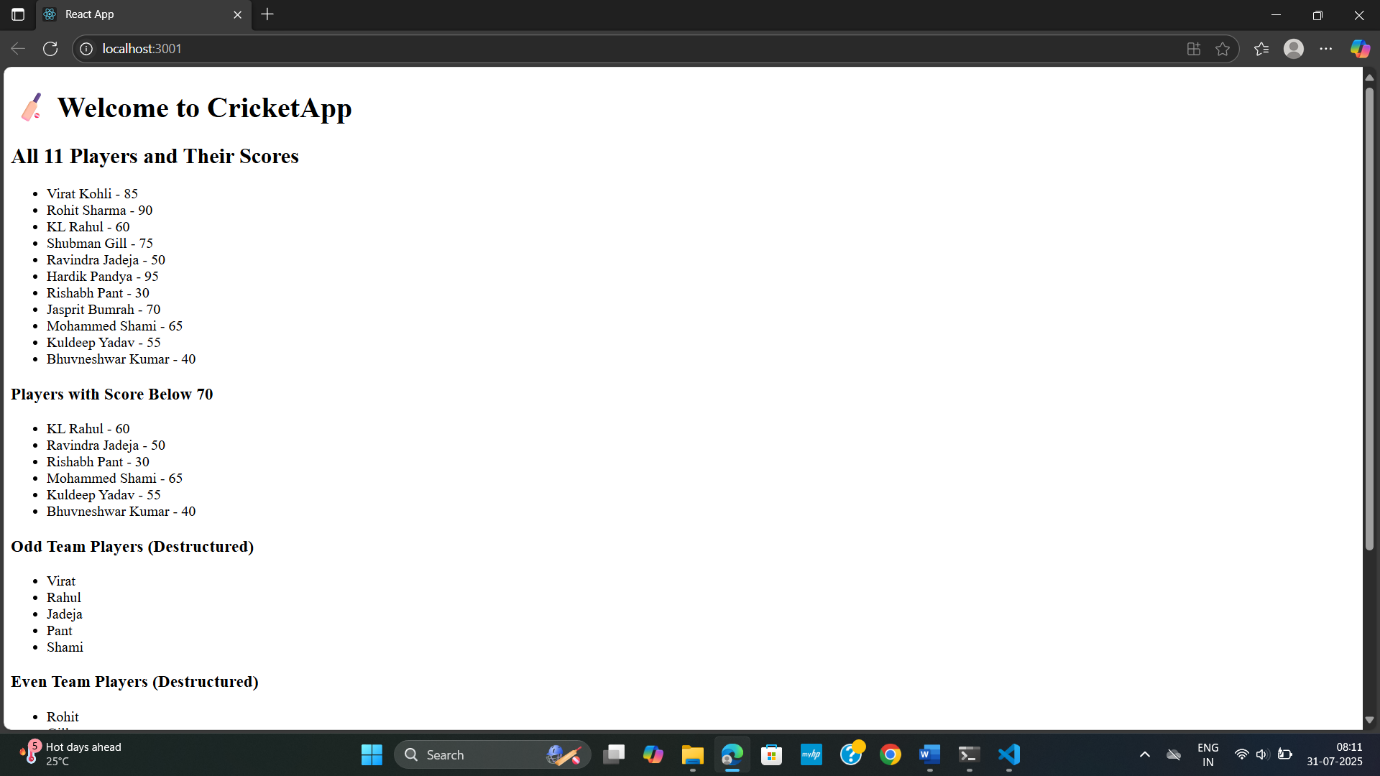 React App
localhost:3001
Welcome to CricketApp
All 11 Players and Their Scores
Virat Kohli - 85
Rohit Sharma - 90
KL Rahul - 60
Shubman Gill - 75
Ravindra Jadeja - 50
Hardik Pandya - 95
Rishabh Pant - 30
Jasprit Bumrah - 70
Mohammed Shami - 65
Kuldeep Yadav - 55
Bhuvneshwar Kumar - 40
Players with Score Below 70
KL Rahul - 60
Ravindra Jadeja - 50
Rishabh Pant - 30
Mohammed Shami - 65
Kuldeep Yadav - 55
Bhuvneshwar Kumar - 40
Odd Team Players (Destructured)
Virat
Rahul
Jadeja
Pant
Shami
Even Team Players (Destructured)
Rohit
5
Hot days ahead
25°C
Search
myhp
ENG
IN
08:11
31-07-2025